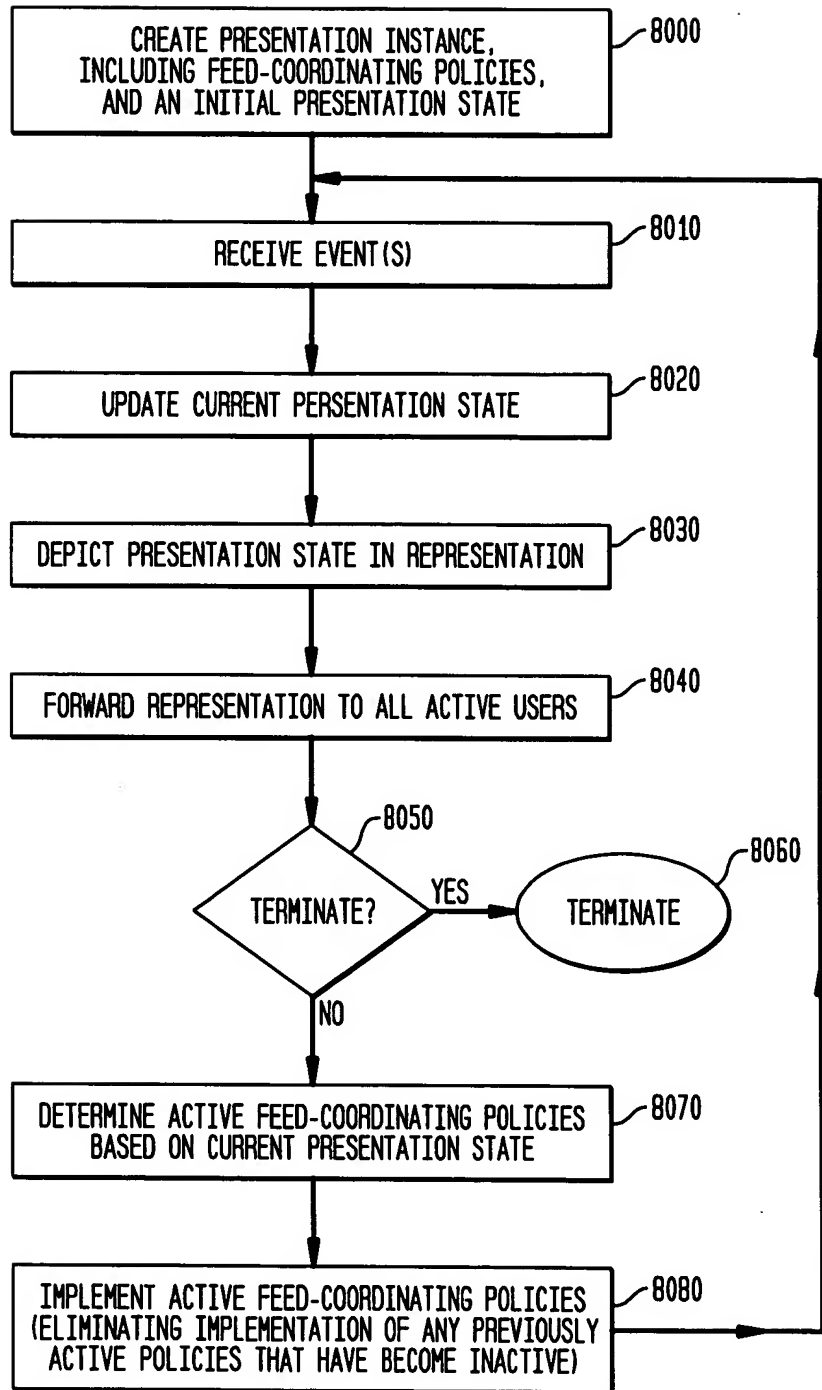 CREATE PRESENTATION INSTANCE,
INCLUDING FEED-COORDINATING POLICIES,
AND AN INITIAL PRESENTATION STATE
8000
RECEIVE EVENT(S)
8010
UPDATE CURRENT PERSENTATION STATE
8020
DEPICT PRESENTATION STATE IN REPRESENTATION
8030
FORWARD REPRESENTATION TO ALL ACTIVE USERS
8040
8050
TERMINATE?
YES
8060
TERMINATE
NO
DETERMINE ACTIVE FEED-COORDINATING POLICIES
BASED ON CURRENT PRESENTATION STATE
8070
IMPLEMENT ACTIVE FEED-COORDINATING POLICIES
(ELIMINATING IMPLEMENTATION OF ANY PREVIOUSLY
ACTIVE POLICIES THAT HAVE BECOME INACTIVE)
8080